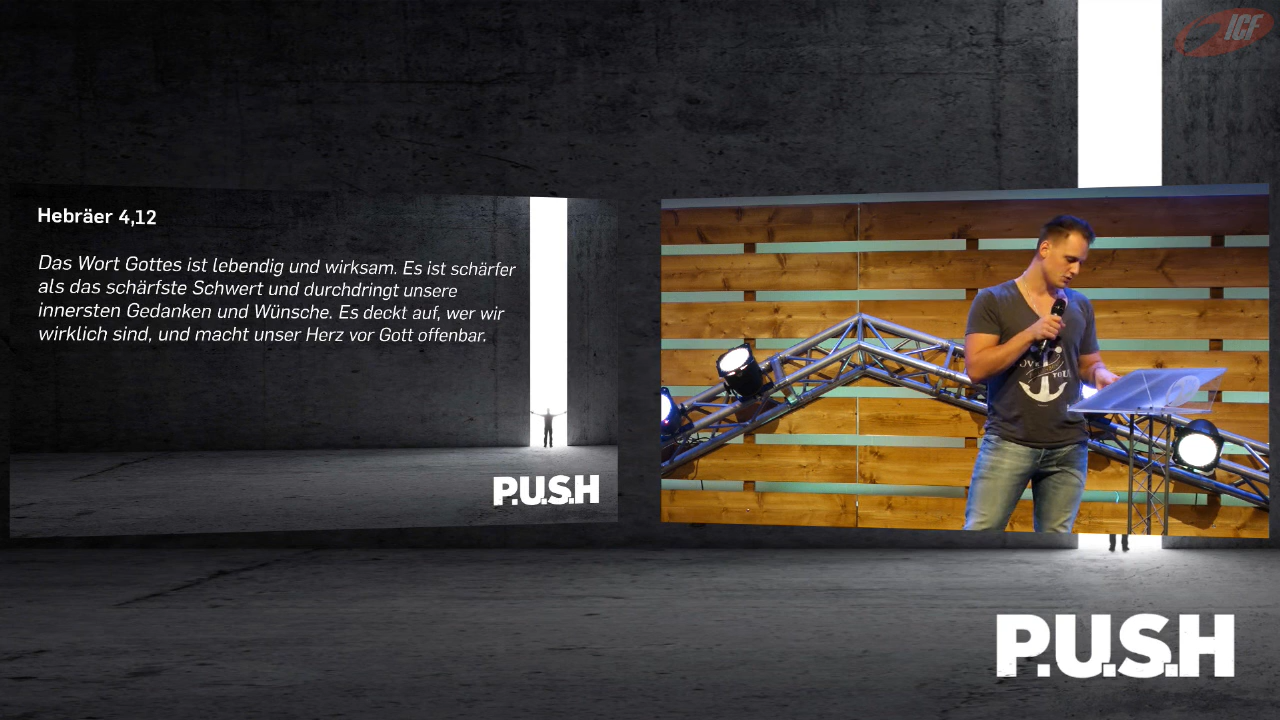 ICF
Hebräer 4,12
Das Wort Gottes ist lebendig und wirksam. Es ist schärfer
als das schärfste Schwert und durchdringt unsere
innersten Gedanken und Wünsche. Es deckt auf, wer wir
wirklich sind, und macht unser Herz vor Gott offenbar.
P.U.S.H
YOU
P.U.S.H